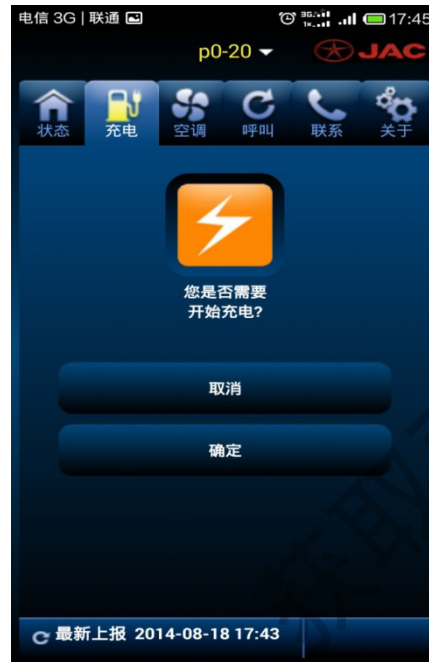 电信 3G | 联通 3G 1x 17:45
p0-20 JAC
状态 充电 空调 呼叫 联系 关于
您是否需要
开始充电?
取消
确定
最新上报 2014-08-18 17:43